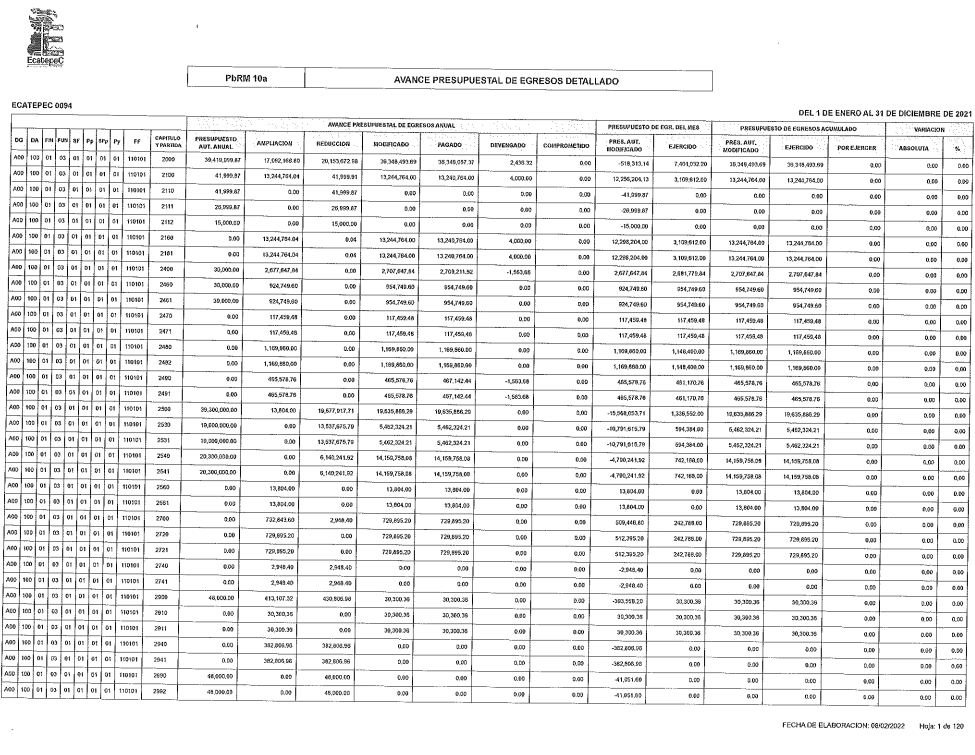 EcatepeC
PbRM 10a
AVANCE PRESUPUESTAL DE EGRESOS DETALLADO
ECATEPEC 0094
DEL 1 DE ENERO AL 31 DE DICIEMBRE DE 2021
AVANCE PRESUPUESTAL DE EGRESOS ANUAL PRESUPUESTO DE EGR. DEL MES PRESUPUESTO DE EGRESOS ACUMULADO VARIACION
DG DA FIN FUN SF Pp SPp Py FF CAPITULO Y PARTIDA PRESUPUESTO AUT. ANUAL AMPLIACION REDUCCION MODIFICADO PAGADO DEVENGADO COMPROMETIDO PRES. AUT. MODIFICADO EJERCIDO PRES. AUT. MODIFICADO EJERCIDO POR EJERCER ABSOLUTA %
A00 100 01 03 01 01 01 01 110101 2000 2,436.32 0.00 -518,313.14 0.00 0.00 0.00
A00 100 01 03 01 01 01 01 110101 2100 41,999.87 13,244,764.00 13,240,764.00 4,000.00 0.00 12,256,204.13 3,109,612.00 13,244,764.00 13,244,764.00 0.00 0.00 0.00
A00 100 01 03 01 01 01 01 110101 2110 41,999.87 0.00 41,999.87 0.00 0.00 0.00 0.00 -41,999.87 0.00 0.00 0.00 0.00 0.00 0.00
A00 100 01 03 01 01 01 01 110101 2111 26,999.87 0.00 26,999.87 0.00 0.00 0.00 0.00 -26,999.87 0.00 0.00 0.00 0.00 0.00 0.00
A00 100 01 03 01 01 01 01 110101 2112 15,000.00 0.00 15,000.00 0.00 0.00 0.00 0.00 -15,000.00 0.00 0.00 0.00 0.00 0.00 0.00
A00 100 01 03 01 01 01 01 110101 2160 0.00 13,244,764.04 0.04 13,244,764.00 13,240,764.00 4,000.00 0.00 12,298,204.00 3,109,612.00 13,244,764.00 13,244,764.00 0.00 0.00 0.00
A00 100 01 03 01 01 01 01 110101 2161 0.00 13,244,764.04 0.04 13,244,764.00 13,240,764.00 4,000.00 0.00 12,298,204.00 3,109,612.00 13,244,764.00 13,244,764.00 0.00 0.00 0.00
A00 100 01 03 01 01 01 01 110101 2400 30,000.00 2,677,647.84 0.00 2,707,647.84 2,709,211.52 -1,563.68 0.00 2,677,647.84 2,681,779.84 2,707,647.84 2,707,647.84 0.00 0.00 0.00
A00 100 01 03 01 01 01 01 110101 2460 30,000.00 924,749.60 0.00 954,749.60 954,749.60 0.00 0.00 924,749.60 954,749.60 954,749.60 954,749.60 0.00 0.00 0.00
A00 100 01 03 01 01 01 01 110101 2461 30,000.00 924,749.60 0.00 954,749.60 954,749.60 0.00 0.00 924,749.60 954,749.60 954,749.60 954,749.60 0.00 0.00 0.00
A00 100 01 03 01 01 01 01 110101 2470 0.00 117,459.48 0.00 117,459.48 117,459.48 0.00 0.00 117,459.48 117,459.48 117,459.48 117,459.48 0.00 0.00 0.00
A00 100 01 03 01 01 01 01 110101 2471 0.00 117,459.48 0.00 117,459.48 117,459.48 0.00 0.00 117,459.48 117,459.48 117,459.48 117,459.48 0.00 0.00 0.00
A00 100 01 03 01 01 01 01 110101 2480 0.00 1,169,860.00 0.00 1,169,860.00 1,169,860.00 0.00 0.00 1,169,860.00 1,148,400.00 1,169,860.00 1,169,860.00 0.00 0.00 0.00
A00 100 01 03 01 01 01 01 110101 2482 0.00 1,169,860.00 0.00 1,169,860.00 1,169,860.00 0.00 0.00 1,169,860.00 1,148,400.00 1,169,860.00 1,169,860.00 0.00 0.00 0.00
A00 100 01 03 01 01 01 01 110101 2490 0.00 465,578.76 0.00 465,578.76 467,142.44 -1,563.68 0.00 465,578.76 461,170.76 465,578.76 465,578.76 0.00 0.00 0.00
A00 100 01 03 01 01 01 01 110101 2491 0.00 465,578.76 0.00 465,578.76 467,142.44 -1,563.68 0.00 465,578.76 461,170.76 465,578.76 465,578.76 0.00 0.00 0.00
A00 100 01 03 01 01 01 01 110101 2500 39,300,000.00 13,804.00 19,677,917.71 19,635,886.29 19,635,886.29 0.00 0.00 1,336,552.00 19,635,886.29 19,635,886.29 0.00 0.00 0.00
A00 100 01 03 01 01 01 01 110101 2530 19,000,000.00 0.00 13,537,675.79 5,462,324.21 5,462,324.21 0.00 0.00 -10,791,615.79 594,384.00 5,462,324.21 5,462,324.21 0.00 0.00 0.00
A00 100 01 03 01 01 01 01 110101 2531 19,000,000.00 0.00 13,537,675.79 5,462,324.21 5,462,324.21 0.00 0.00 -10,791,615.79 594,384.00 5,462,324.21 5,462,324.21 0.00 0.00 0.00
A00 100 01 03 01 01 01 01 110101 2540 20,300,000.00 0.00 6,140,241.92 14,159,758.08 14,159,758.08 0.00 0.00 -4,790,241.92 742,168.00 14,159,758.08 14,159,758.08 0.00 0.00 0.00
A00 100 01 03 01 01 01 01 110101 2541 20,300,000.00 0.00 6,140,241.92 14,159,758.08 14,159,758.08 0.00 0.00 -4,790,241.92 742,168.00 14,159,758.08 14,159,758.08 0.00 0.00 0.00
A00 100 01 03 01 01 01 01 110101 2560 0.00 13,804.00 0.00 13,804.00 13,804.00 0.00 0.00 13,804.00 0.00 13,804.00 13,804.00 0.00 0.00 0.00
A00 100 01 03 01 01 01 01 110101 2561 0.00 13,804.00 0.00 13,804.00 13,804.00 0.00 0.00 13,804.00 0.00 13,804.00 13,804.00 0.00 0.00 0.00
A00 100 01 03 01 01 01 01 110101 2700 0.00 732,843.60 2,948.40 729,895.20 729,895.20 0.00 0.00 509,446.80 242,788.00 729,895.20 729,895.20 0.00 0.00 0.00
A00 100 01 03 01 01 01 01 110101 2720 0.00 729,895.20 0.00 729,895.20 729,895.20 0.00 0.00 512,395.20 242,788.00 729,895.20 729,895.20 0.00 0.00 0.00
A00 100 01 03 01 01 01 01 110101 2721 0.00 729,895.20 0.00 729,895.20 729,895.20 0.00 0.00 512,395.20 242,788.00 729,895.20 729,895.20 0.00 0.00 0.00
A00 100 01 03 01 01 01 01 110101 2740 0.00 2,948.40 2,948.40 0.00 0.00 0.00 0.00 -2,948.40 0.00 0.00 0.00 0.00 0.00 0.00
A00 100 01 03 01 01 01 01 110101 2741 0.00 2,948.40 2,948.40 0.00 0.00 0.00 0.00 -2,948.40 0.00 0.00 0.00 0.00 0.00 0.00
A00 100 01 03 01 01 01 01 110101 2900 48,000.00 413,107.32 430,806.96 30,300.36 30,300.36 0.00 0.00 30,300.36 30,300.36 30,300.36 0.00 0.00 0.00
A00 100 01 03 01 01 01 01 110101 2910 0.00 30,300.36 0.00 30,300.36 30,300.36 0.00 0.00 30,300.36 30,300.36 30,300.36 30,300.36 0.00 0.00 0.00
A00 100 01 03 01 01 01 01 110101 2911 0.00 30,300.36 0.00 30,300.36 30,300.36 0.00 0.00 30,300.36 30,300.36 30,300.36 30,300.36 0.00 0.00 0.00
A00 100 01 03 01 01 01 01 110101 2940 0.00 382,806.96 382,806.96 0.00 0.00 0.00 0.00 -382,806.96 0.00 0.00 0.00 0.00 0.00 0.00
A00 100 01 03 01 01 01 01 110101 2941 0.00 382,806.96 382,806.96 0.00 0.00 0.00 0.00 -382,806.96 0.00 0.00 0.00 0.00 0.00 0.00
A00 100 01 03 01 01 01 01 110101 2990 48,000.00 0.00 48,000.00 0.00 0.00 0.00 0.00 -41,051.60 0.00 0.00 0.00 0.00 0.00 0.00
A00 100 01 03 01 01 01 01 110101 2992 48,000.00 0.00 48,000.00 0.00 0.00 0.00 0.00 -41,051.60 0.00 0.00 0.00 0.00 0.00 0.00
FECHA DE ELABORACION: 08/02/2022 Hoja: 1 de 120